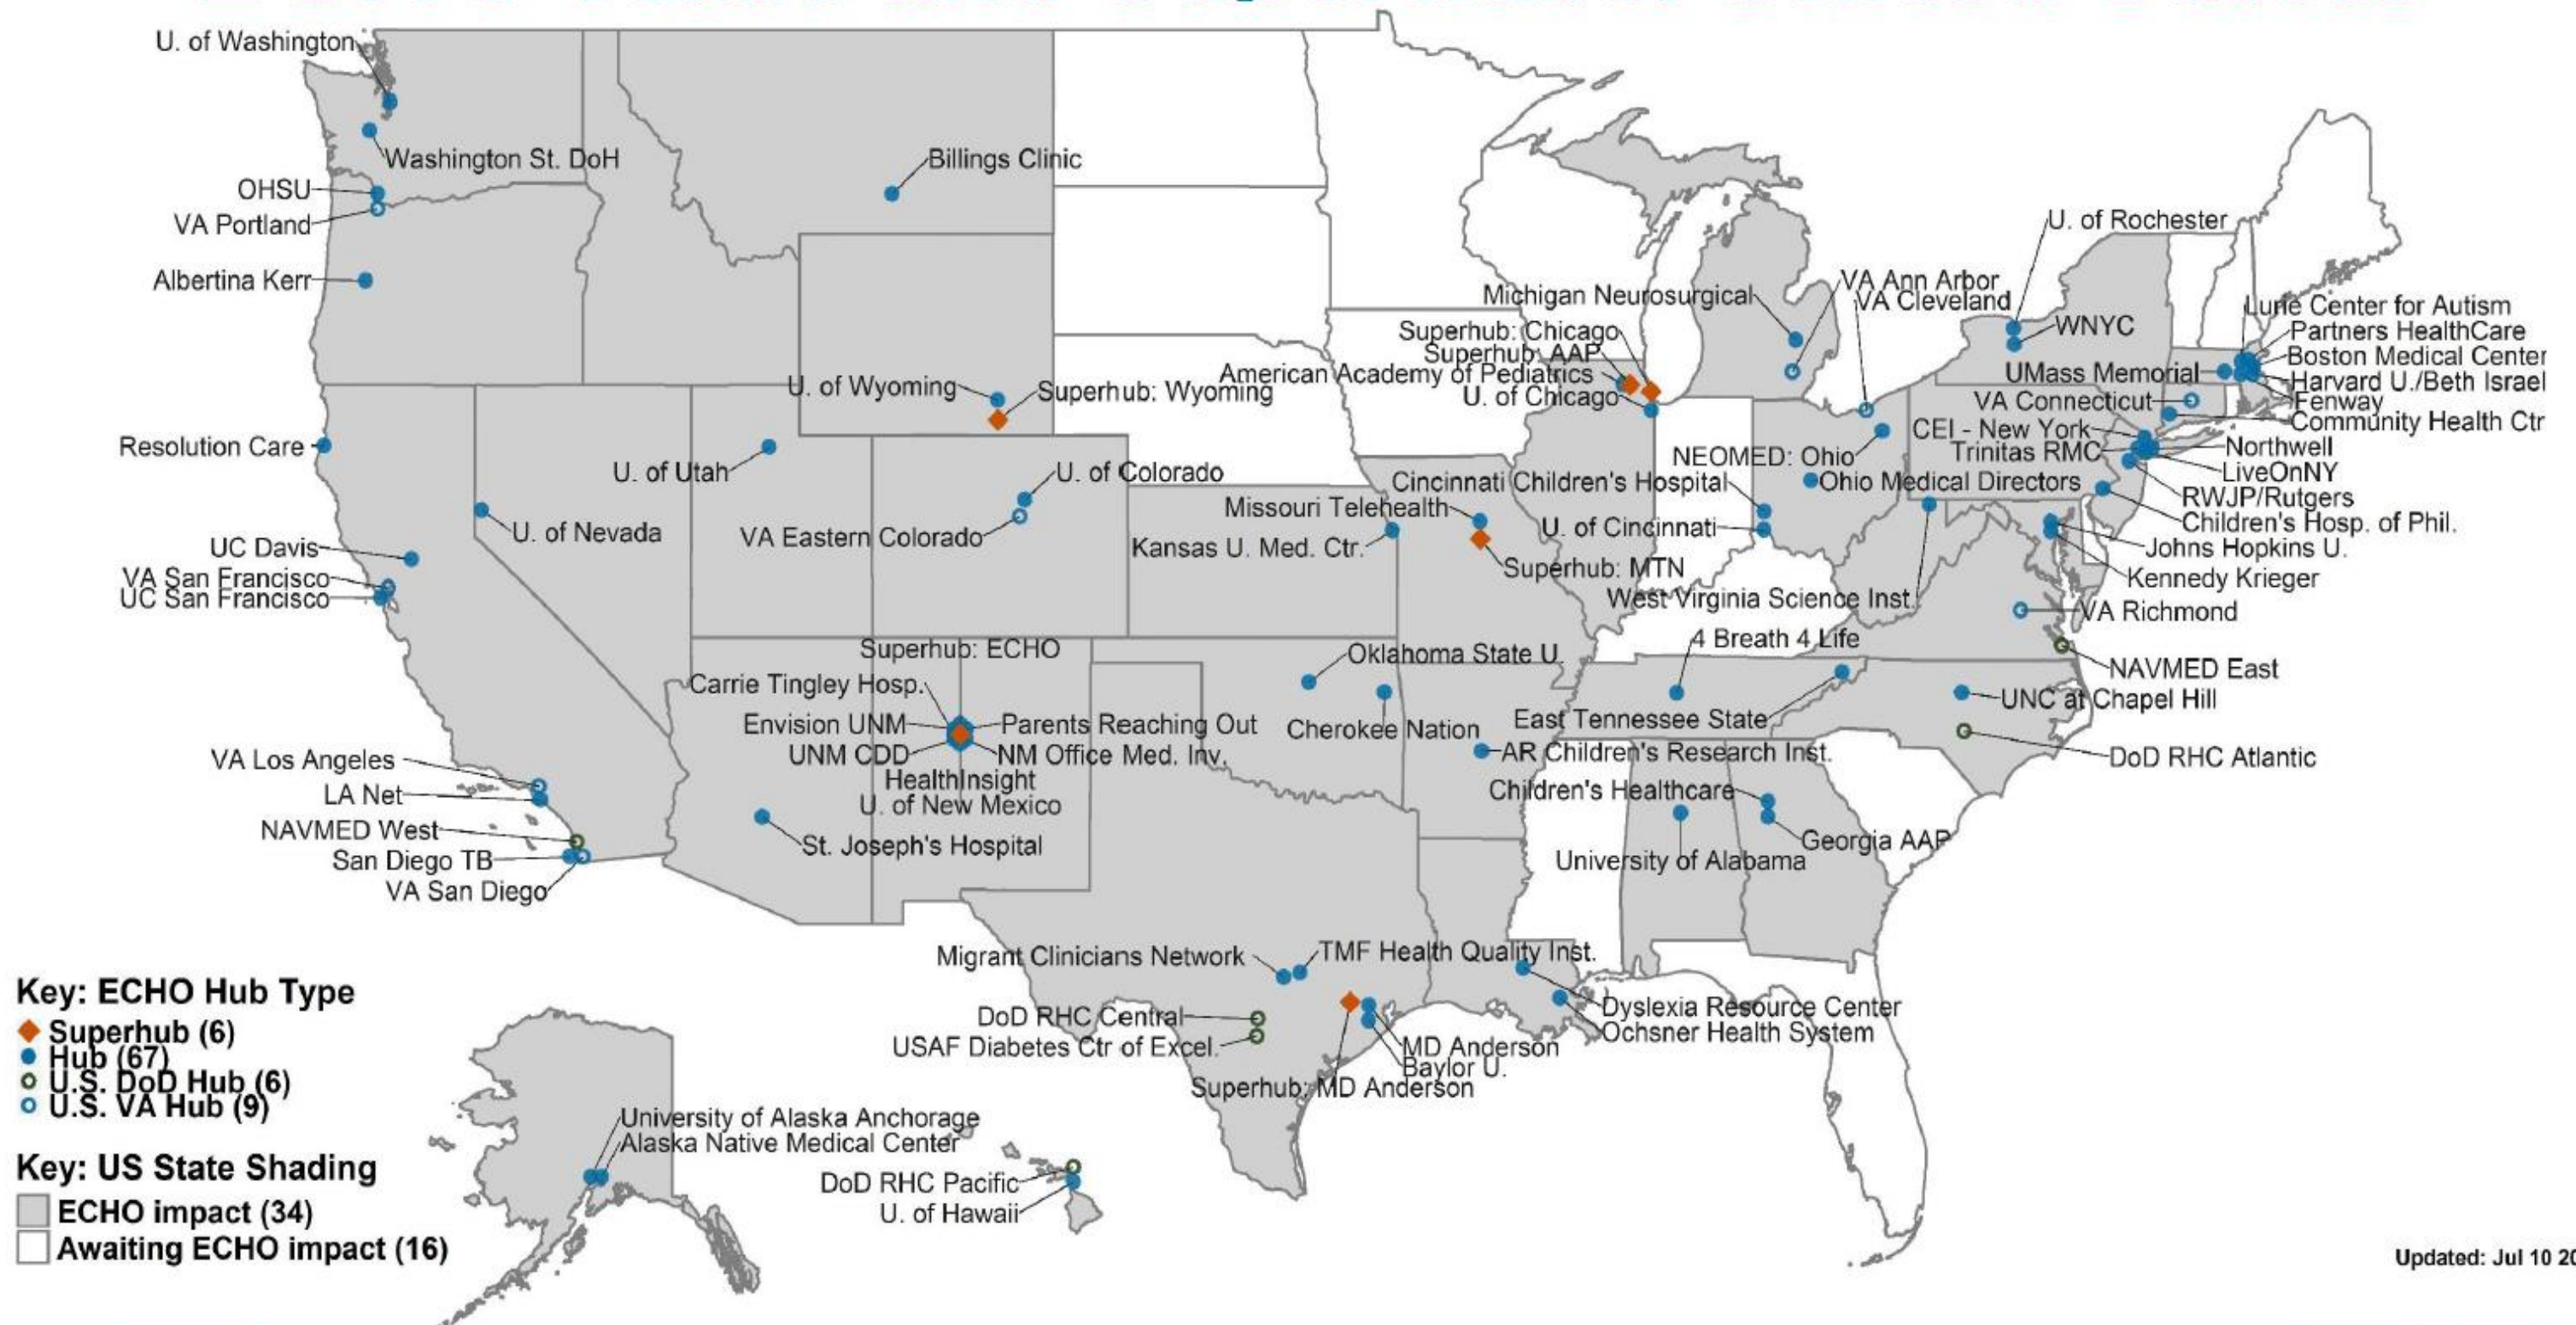 U. of Washington
Washington St. DoH
OHSU
VA Portland
Albertina Kerr
Billings Clinic
U. of Wyoming
Superhub: Wyoming
Resolution Care
U. of Utah
U. of Nevada
U. of Colorado
VA Eastern Colorado
UC Davis
VA San Francisco
UC San Francisco
VA Los Angeles
LA Net
NAVMED West
San Diego TB
VA San Diego
Superhub: ECHO
Carrie Tingley Hosp.
Envision UNM
Parents Reaching Out
UNM CDD
NM Office Med. Inv.
HealthInsight
U. of New Mexico
St. Joseph's Hospital
Michigan Neurosurgical
VA Ann Arbor
VA Cleveland
Superhub: Chicago
Superhub: AAP
American Academy of Pediatrics
U. of Chicago
NEOMED: Ohio
Cincinnati Children's Hospital
Ohio Medical Directors
Missouri Telehealth
U. of Cincinnati
Kansas U. Med. Ctr.
Superhub: MTN
West Virginia Science Inst.
4 Breath 4 Life
Oklahoma State U.
Cherokee Nation
East Tennessee State
AR Children's Research Inst.
Children's Healthcare
Georgia AAP
University of Alabama
U. of Rochester
WNYC
Lurie Center for Autism
Partners HealthCare
Boston Medical Center
UMass Memorial
Harvard U./Beth Israel
VA Connecticut
Fenway
Community Health Ctr
CEI - New York
Northwell
Trinitas RMC
LiveOnNY
RWJP/Rutgers
Children's Hosp. of Phil.
Johns Hopkins U.
Kennedy Krieger
VA Richmond
NAVMED East
UNC at Chapel Hill
DoD RHC Atlantic
Migrant Clinicians Network
TMF Health Quality Inst.
DoD RHC Central
USAF Diabetes Ctr of Excel.
Dyslexia Resource Center
Ochsner Health System
MD Anderson
Baylor U.
Superhub: MD Anderson
University of Alaska Anchorage
Alaska Native Medical Center
DoD RHC Pacific
U. of Hawaii
Key: ECHO Hub Type
Superhub (6)
Hub (67)
U.S. DoD Hub (6)
U.S. VA Hub (9)
Key: US State Shading
ECHO impact (34)
Awaiting ECHO impact (16)
Updated: Jul 10 20